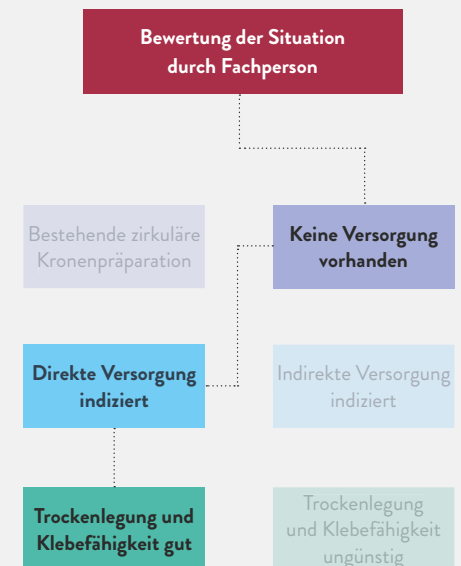 Bewertung der Situation
durch Fachperson
Bestehende zirkuläre
Kronenpräparation
Keine Versorgung
vorhanden
Direkte Versorgung
indiziert
Indirekte Versorgung
indiziert
Trockenlegung und
Klebefähigkeit gut
Trockenlegung
und Klebefähigkeit
ungünstig